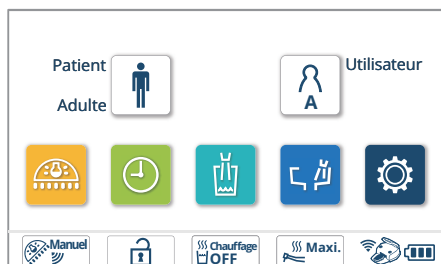 Patient
Adulte
Utilisateur
A
Manuel
Chauffage
OFF
Maxi.